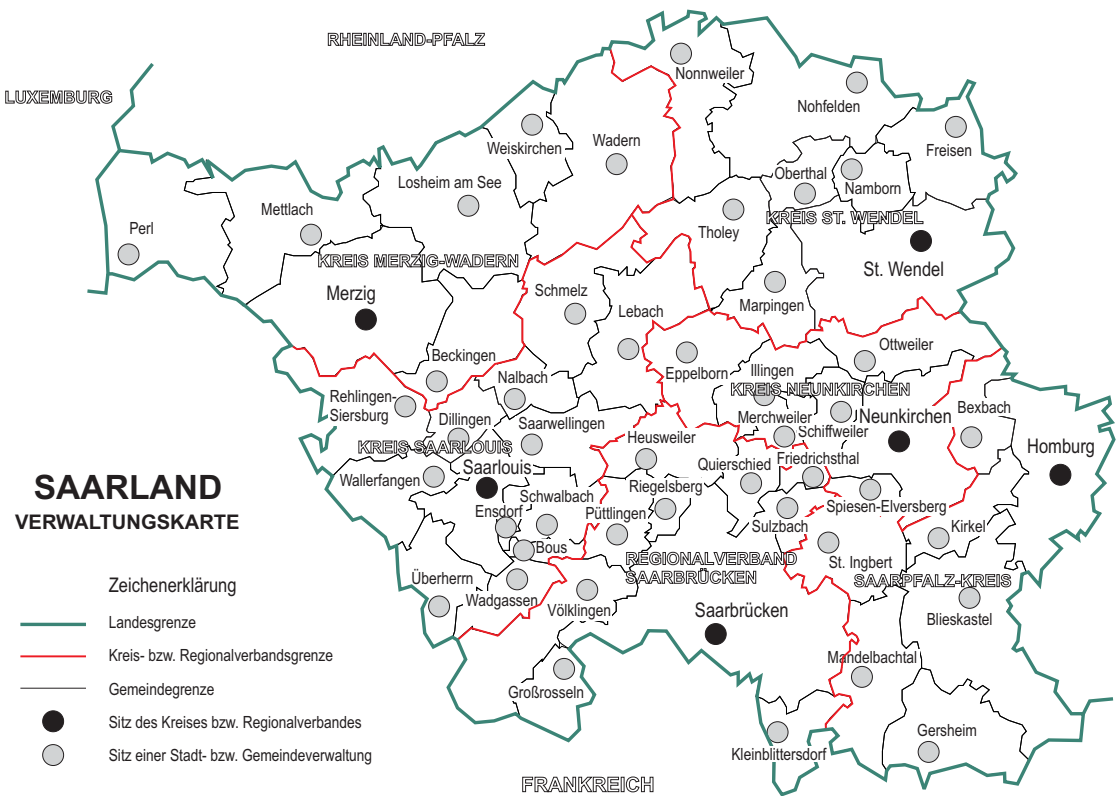 RHEINLAND-PFALZ
LUXEMBURG
Nonnweiler
Nohfelden
Weiskirchen
Wadern
Freisen
Losheim am See
Oberthal
Namborn
Mettlach
Perl
Tholey
KREIS ST. WENDEL
KREIS MERZIG-WADERN
St. Wendel
Merzig
Schmelz
Marpingen
Lebach
Beckingen
Ottweiler
Eppelborn
Illingen
Nalbach
KREIS NEUNKIRCHEN
Rehlingen-
Siersburg
Dillingen
Saarwellingen
Merchweiler
Schiffweiler
Neunkirchen
Bexbach
Heusweiler
KREIS SAARLOUIS
Homburg
Quierschied
Friedrichsthal
Wallerfangen
Saarlouis
Riegelsberg
SAARLAND
VERWALTUNGSKARTE
Schwalbach
Ensdorf
Püttlingen
Spiesen-Elversberg
Sulzbach
Kirkel
Bous
REGIONALVERBAND
SAARBRÜCKEN
St. Ingbert
SAARPFALZ-KREIS
Überherrn
Wadgassen
Völklingen
Saarbrücken
Blieskastel
Mandelbachtal
Großrosseln
Kleinblittersdorf
Gersheim
FRANKREICH
Zeichenerklärung
Landesgrenze
Kreis- bzw. Regionalverbandsgrenze
Gemeindegrenze
Sitz des Kreises bzw. Regionalverbandes
Sitz einer Stadt- bzw. Gemeindeverwaltung